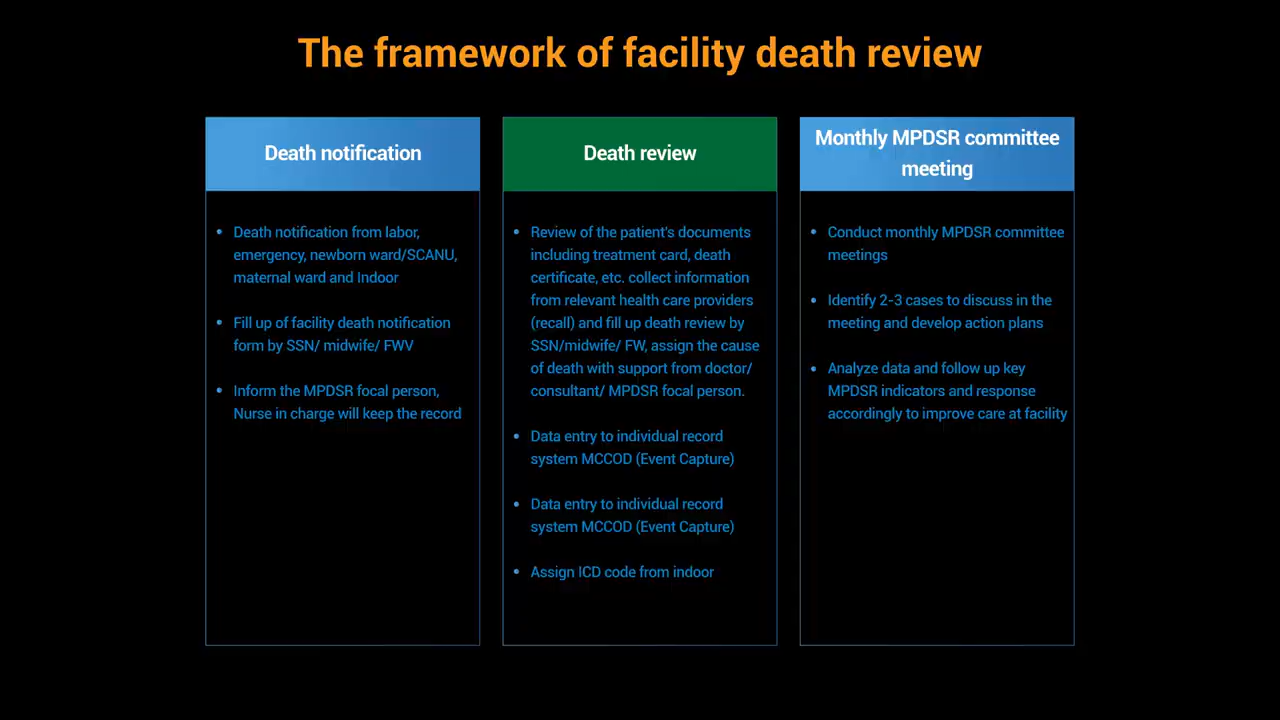 The framework of facility death review
Death notification
• Death notification from labor,
emergency, newborn ward/SCANU,
maternal ward and Indoor
• Fill up of facility death notification
form by SSN/ midwife/ FWV
• Inform the MPDSR focal person,
Nurse in charge will keep the record
Death review
• Review of the patient's documents
including treatment card, death
certificate, etc. collect information
from relevant health care providers
(recall) and fill up death review by
SSN/midwife/ FW, assign the cause
of death with support from doctor/
consultant/ MPDSR focal person.
• Data entry to individual record
system MCCOD (Event Capture)
• Data entry to individual record
system MCCOD (Event Capture)
• Assign ICD code from indoor
Monthly MPDSR committee
meeting
• Conduct monthly MPDSR committee
meetings
• Identify 2-3 cases to discuss in the
meeting and develop action plans
• Analyze data and follow up key
MPDSR indicators and response
accordingly to improve care at facility